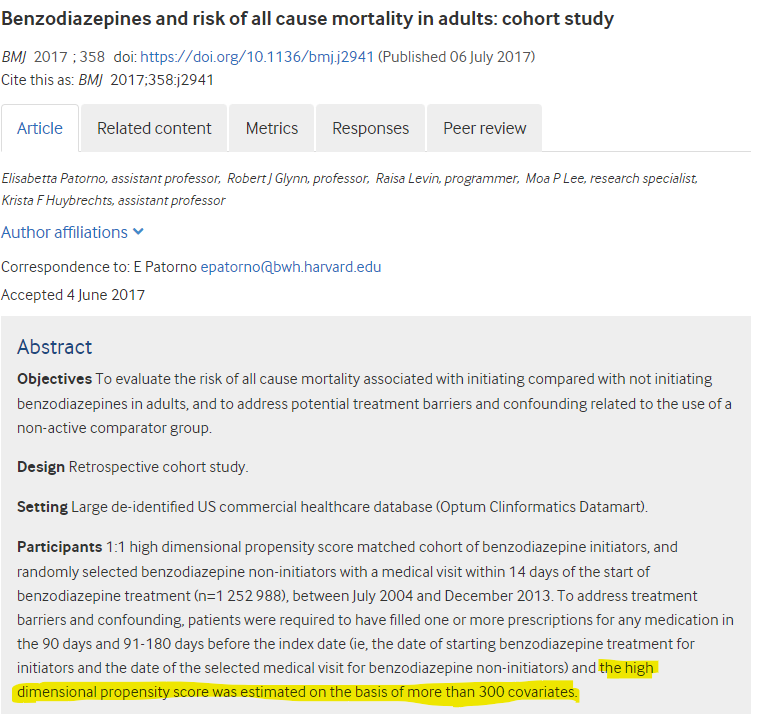 Benzodiazepines and risk of all cause mortality in adults: cohort study
BMJ 2017 ; 358 doi: https://doi.org/10.1136/bmj.j2941 (Published 06 July 2017)
Cite this as: BMJ 2017;358:j2941
Article Related content Metrics Responses Peer review
Elisabetta Patorno, assistant professor, Robert J Glynn, professor, Raisa Levin, programmer, Moa P Lee, research specialist,
Krista F Huybrechts, assistant professor
Author affiliations
Correspondence to: E Patorno epatorno@bwh.harvard.edu
Accepted 4 June 2017
Abstract
Objectives To evaluate the risk of all cause mortality associated with initiating compared with not initiating
benzodiazepines in adults, and to address potential treatment barriers and confounding related to the use of a
non-active comparator group.
Design Retrospective cohort study.
Setting Large de-identified US commercial healthcare database (Optum Clinformatics Datamart).
Participants 1:1 high dimensional propensity score matched cohort of benzodiazepine initiators, and
randomly selected benzodiazepine non-initiators with a medical visit within 14 days of the start of
benzodiazepine treatment (n=1 252 988), between July 2004 and December 2013. To address treatment
barriers and confounding, patients were required to have filled one or more prescriptions for any medication in
the 90 days and 91-180 days before the index date (ie, the date of starting benzodiazepine treatment for
initiators and the date of the selected medical visit for benzodiazepine non-initiators) and the high
dimensional propensity score was estimated on the basis of more than 300 covariates.